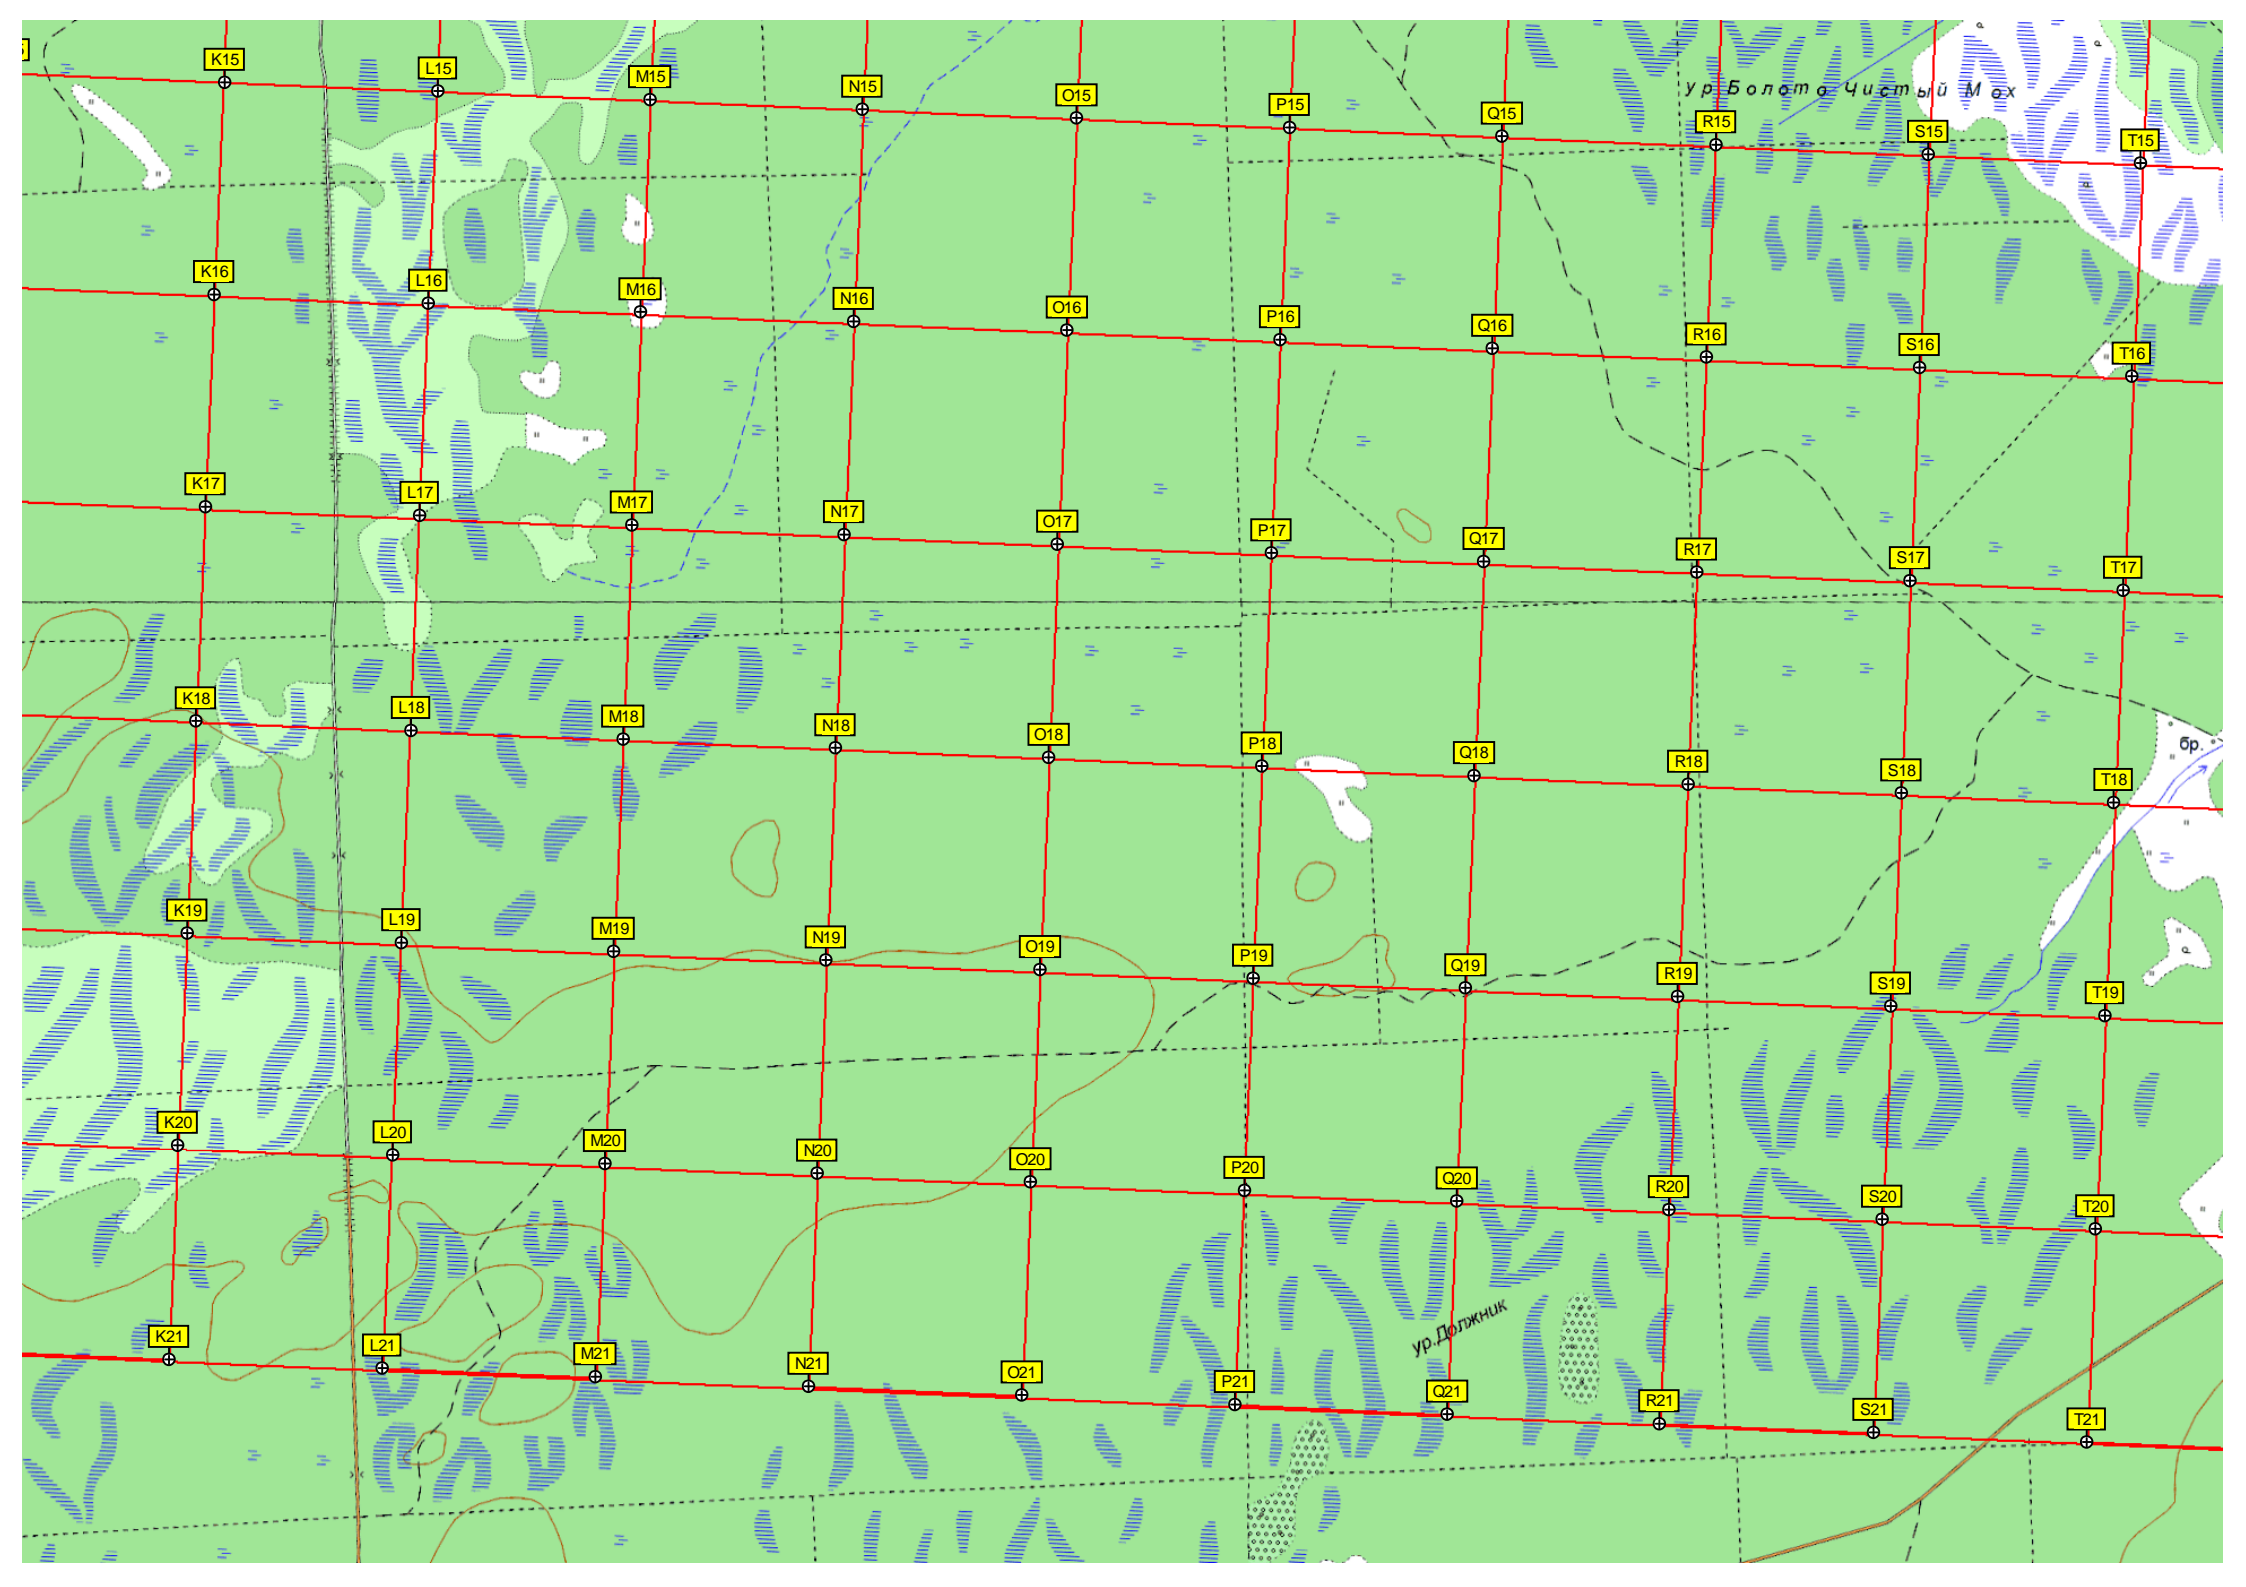 K15 L15 M15 N15 O15 P15 Q15 R15 S15 T15
ур. Болото Чистый Мох
K16 L16 M16 N16 O16 P16 Q16 R16 S16 T16
K17 L17 M17 N17 O17 P17 Q17 R17 S17 T17
K18 L18 M18 N18 O18 P18 Q18 R18 S18 T18
бр.
K19 L19 M19 N19 O19 P19 Q19 R19 S19 T19
K20 L20 M20 N20 O20 P20 Q20 R20 S20 T20
ур.Должник
K21 L21 M21 N21 O21 P21 Q21 R21 S21 T21